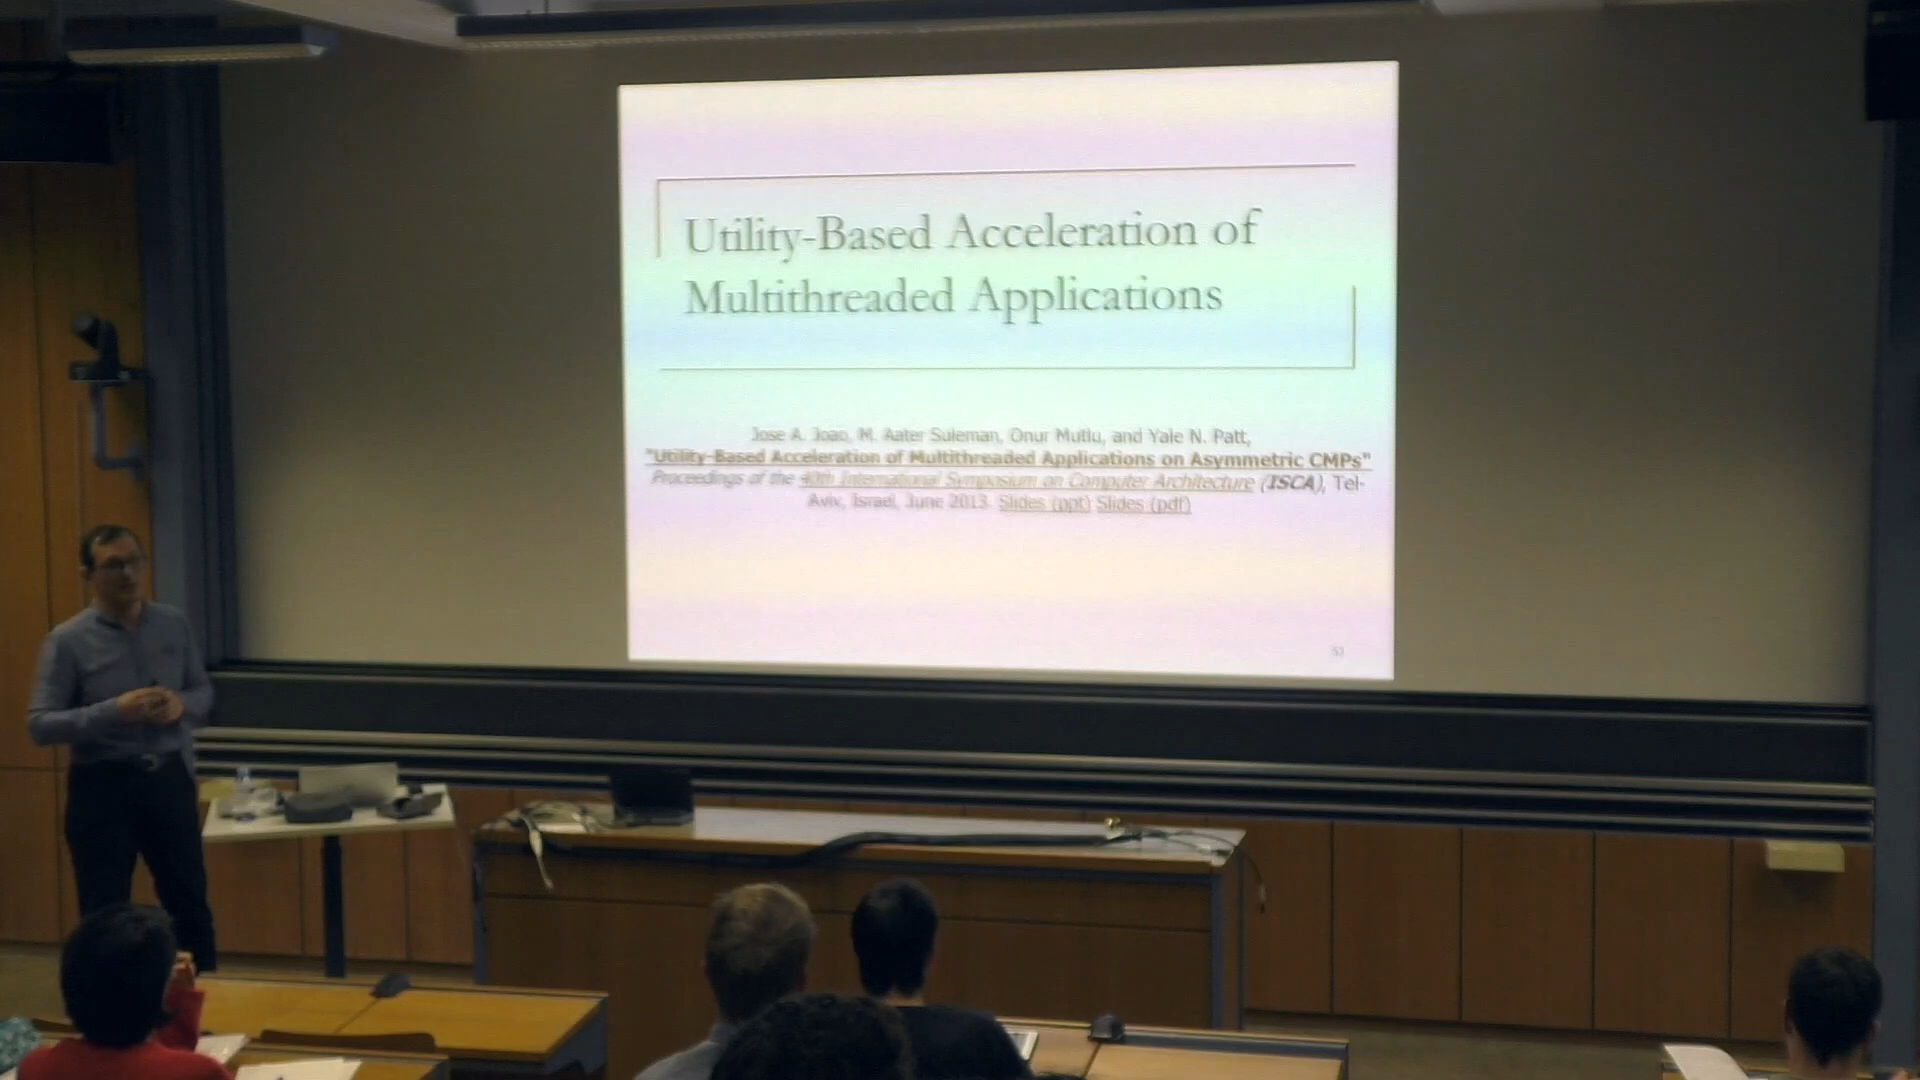 Utility-Based Acceleration of
Multithreaded Applications
Jose A. Joao, M. Aater Suleman, Onur Mutlu, and Yale N. Patt,
"Utility-Based Acceleration of Multithreaded Applications on Asymmetric CMPs"
Proceedings of the 40th International Symposium on Computer Architecture (ISCA), Tel-
Aviv, Israel, June 2013. Slides (ppt) Slides (pdf)